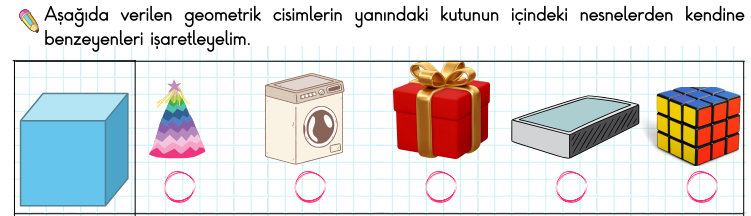 Aşağıda verilen geometrik cisimlerin yanındaki kutunun içindeki nesnelerden kendine
benzeyenleri işaretleyelim.